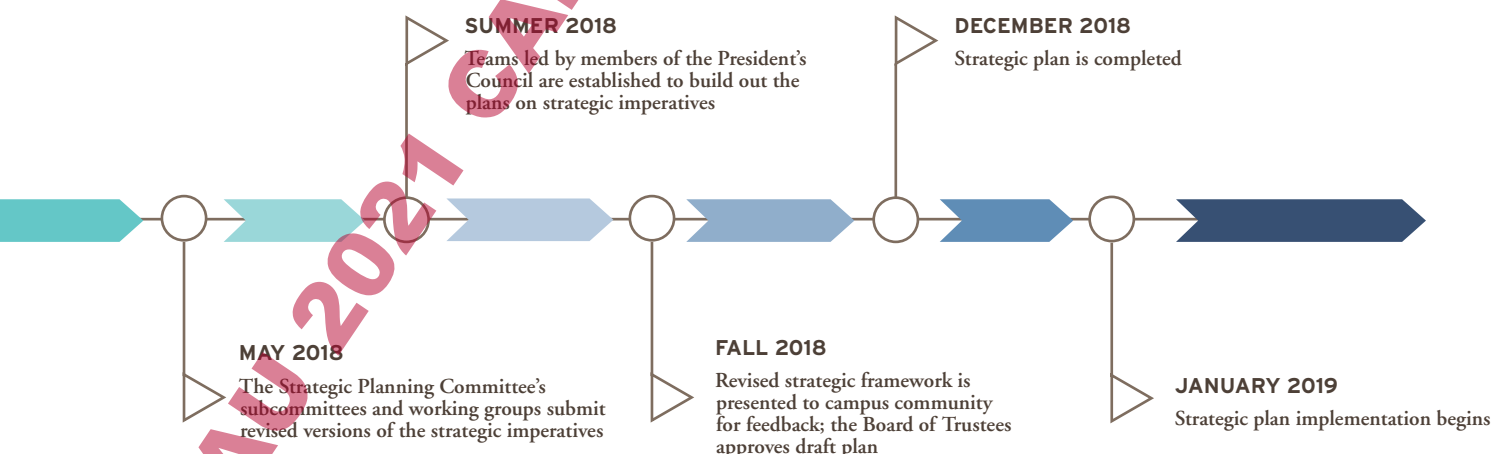 SUMMER 2018
Teams led by members of the President’s
Council are established to build out the
plans on strategic imperatives
DECEMBER 2018
Strategic plan is completed
MAY 2018
The Strategic Planning Committee’s
subcommittees and working groups submit
revised versions of the strategic imperatives
FALL 2018
Revised strategic framework is
presented to campus community
for feedback; the Board of Trustees
approves draft plan
JANUARY 2019
Strategic plan implementation begins
AU 2021 CA